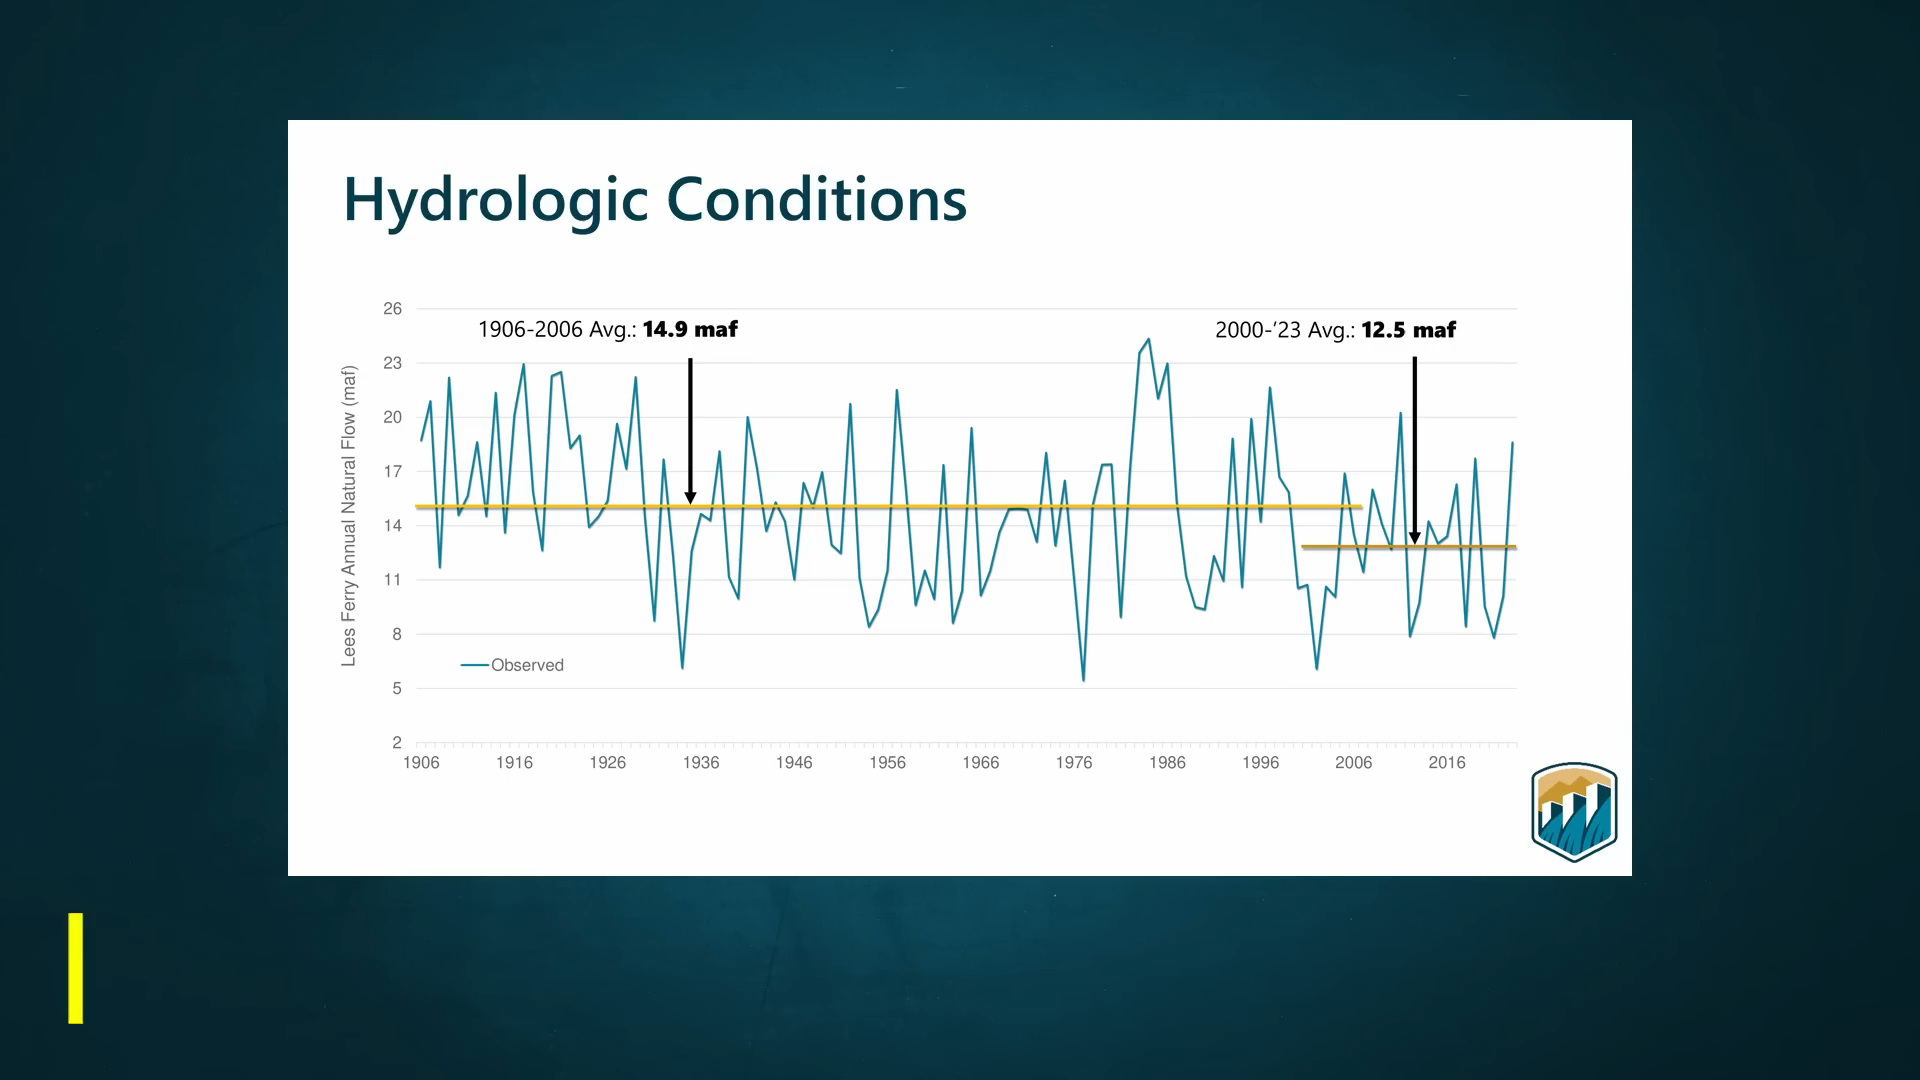 Hydrologic Conditions
1906-2006 Avg.: 14.9 maf
2000-’23 Avg.: 12.5 maf
Lees Ferry Annual Natural Flow (maf)
26
23
20
17
14
11
8
5
2
Observed
1906 1916 1926 1936 1946 1956 1966 1976 1986 1996 2006 2016